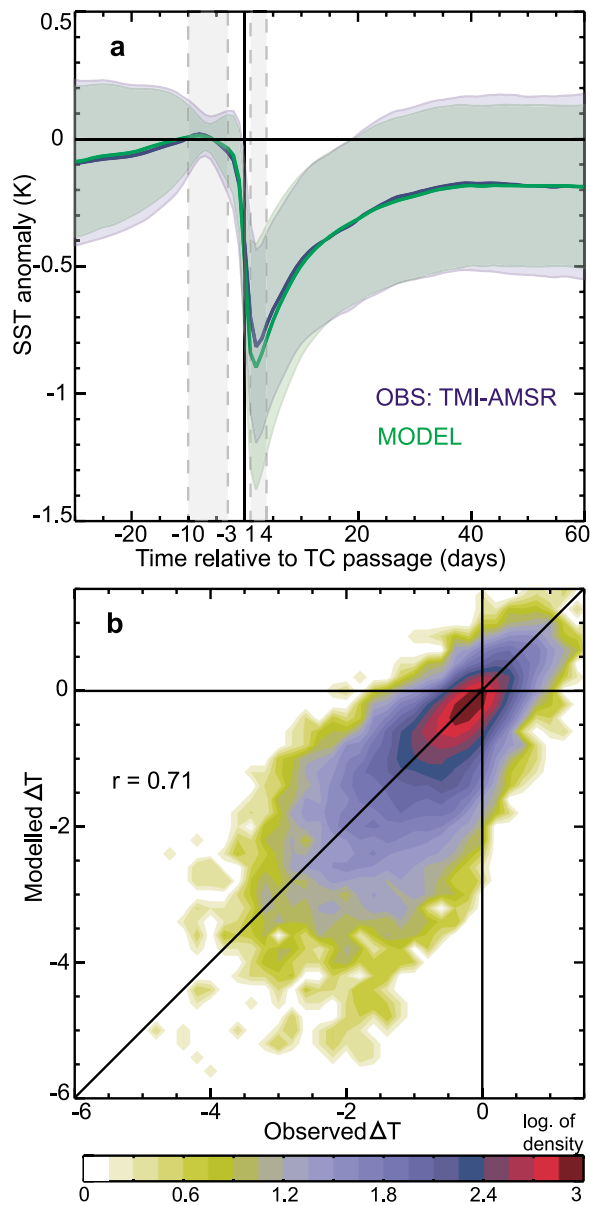 0.5
a
0
SST anomaly (K)
-0.5
-1
-1.5
OBS: TMI-AMSR
MODEL
-20 -10 -3 1 4 20 40 60
Time relative to TC passage (days)
b
0
r = 0.71
Modelled ΔT
-2
-4
-6
-6 -4 -2 0
Observed ΔT
log. of
density
0 0.6 1.2 1.8 2.4 3